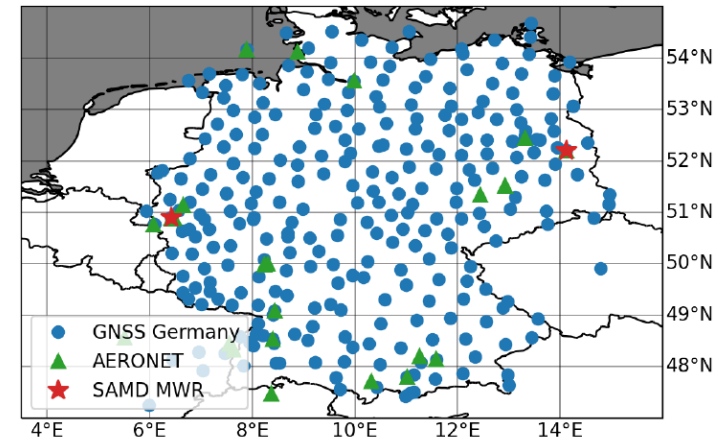 54°N
53°N
52°N
51°N
50°N
49°N
48°N
GNSS Germany
AERONET
SAMD MWR
4°E 6°E 8°E 10°E 12°E 14°E